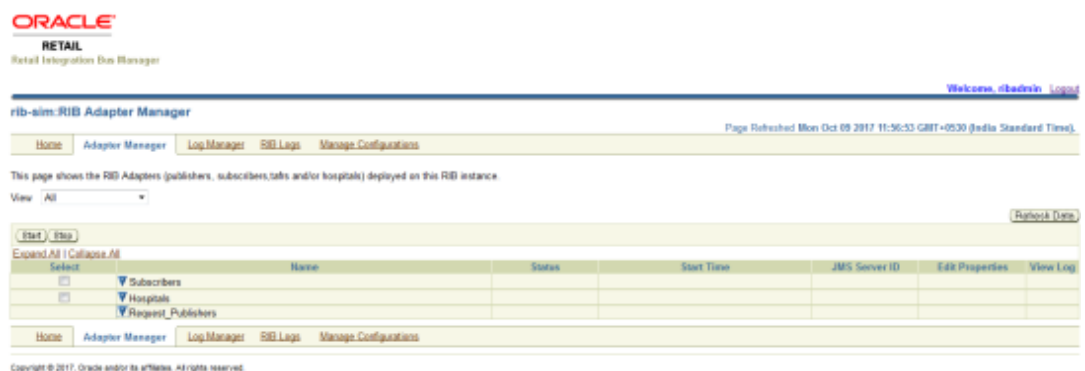 ORACLE
RETAIL
Retail Integration Bus Manager
Welcome, ribadmin Logout
rib-sim:RIB Adapter Manager
Page Refreshed Mon Oct 09 2017 11:56:53 GMT+0530 (India Standard Time).
Home Adapter Manager Log Manager RIB Logs Manage Configurations
This page shows the RIB Adapters (publishers, subscribers,tafrs and/or hospitals) deployed on this RIB instance.
View All
Refresh Data
Start Stop
Expand All | Collapse All
Select Name Status Start Time JMS Server ID Edit Properties View Log
Subscribers
Hospitals
Request_Publishers
Home Adapter Manager Log Manager RIB Logs Manage Configurations
Copyright © 2017, Oracle and/or its affiliates. All rights reserved.